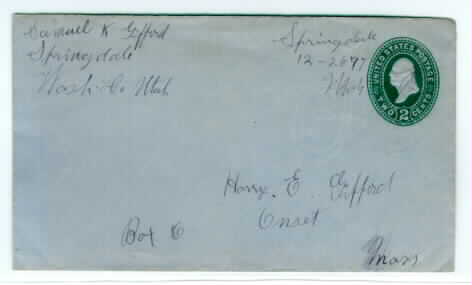 Samuel K Gifford
Springdale
Wash. Co Utah
Springdale
12-26 97
Utah
UNITED STATES POSTAGE
TWO 2 CENTS
Harry E. Gifford
Onset
Box 6
Mass